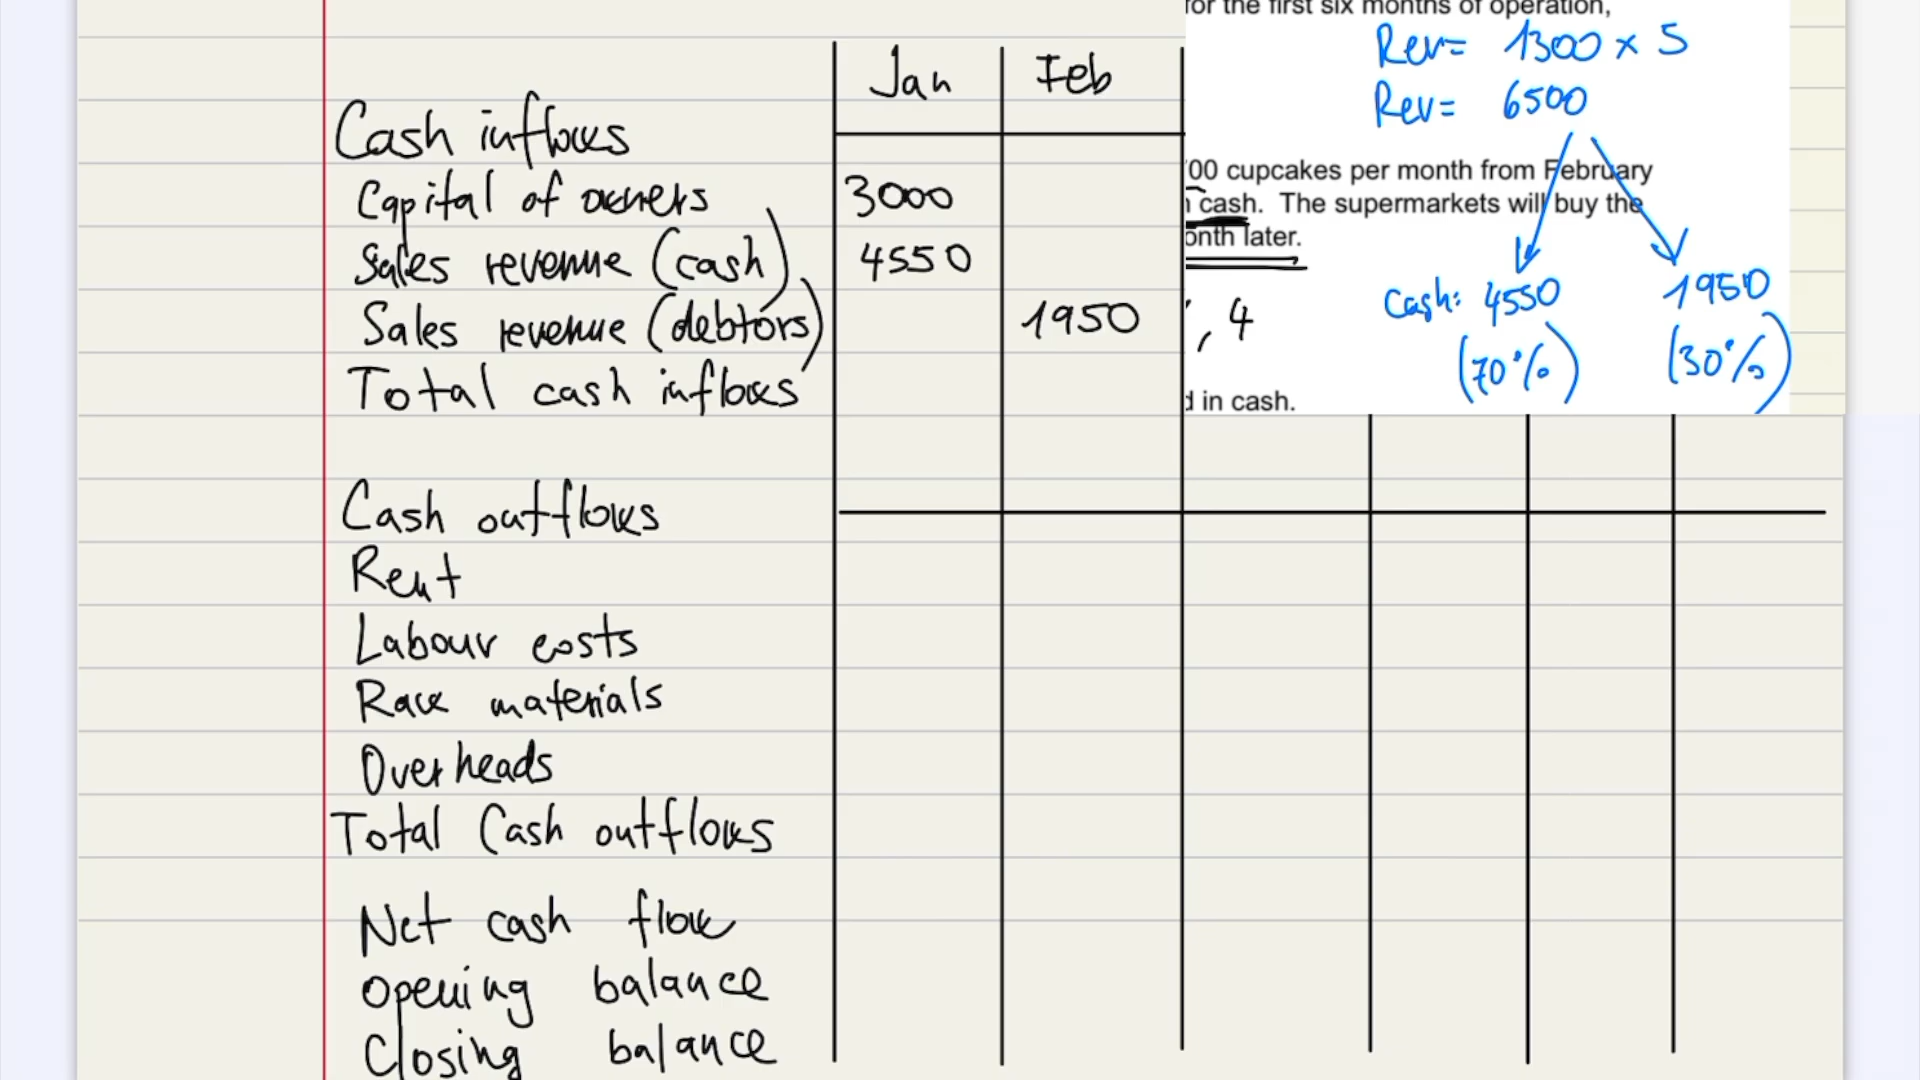 for the first six months of operation,
Rev= 1300 x 5
Rev= 6500
Jan Feb
Cash inflows
00 cupcakes per month from February
Capital of owners 3000
cash. The supermarkets will buy the
onth later.
Sales revenue (cash) 4550
Cash: 4550 1950
Sales revenue (debtors) 1950
, 4
(70%) (30%)
Total cash inflows
d in cash.
Cash outflows
Rent
Labour costs
Raw materials
Overheads
Total Cash outflows
Net cash flow
Opening balance
Closing balance